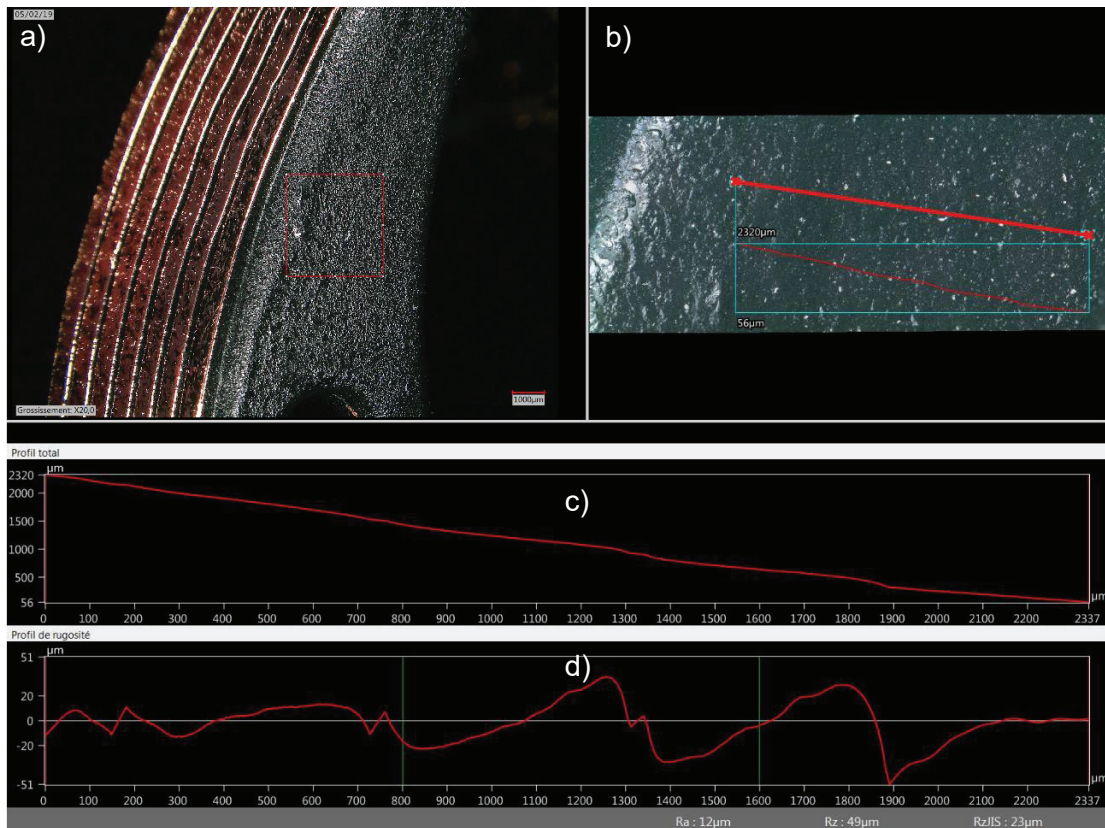 05/02/19
a)
b)
2320µm
56µm
1000µm
Grossissement: X20,0
Profil total
µm
c)
2320
2000
1500
1000
500
56
µm
0 100 200 300 400 500 600 700 800 900 1000 1100 1200 1300 1400 1500 1600 1700 1800 1900 2000 2100 2200 2337
Profil de rugosité
µm
d)
51
20
0
-20
-51
µm
0 100 200 300 400 500 600 700 800 900 1000 1100 1200 1300 1400 1500 1600 1700 1800 1900 2000 2100 2200 2337
Ra : 12µm Rz : 49µm RzJIS : 23µm